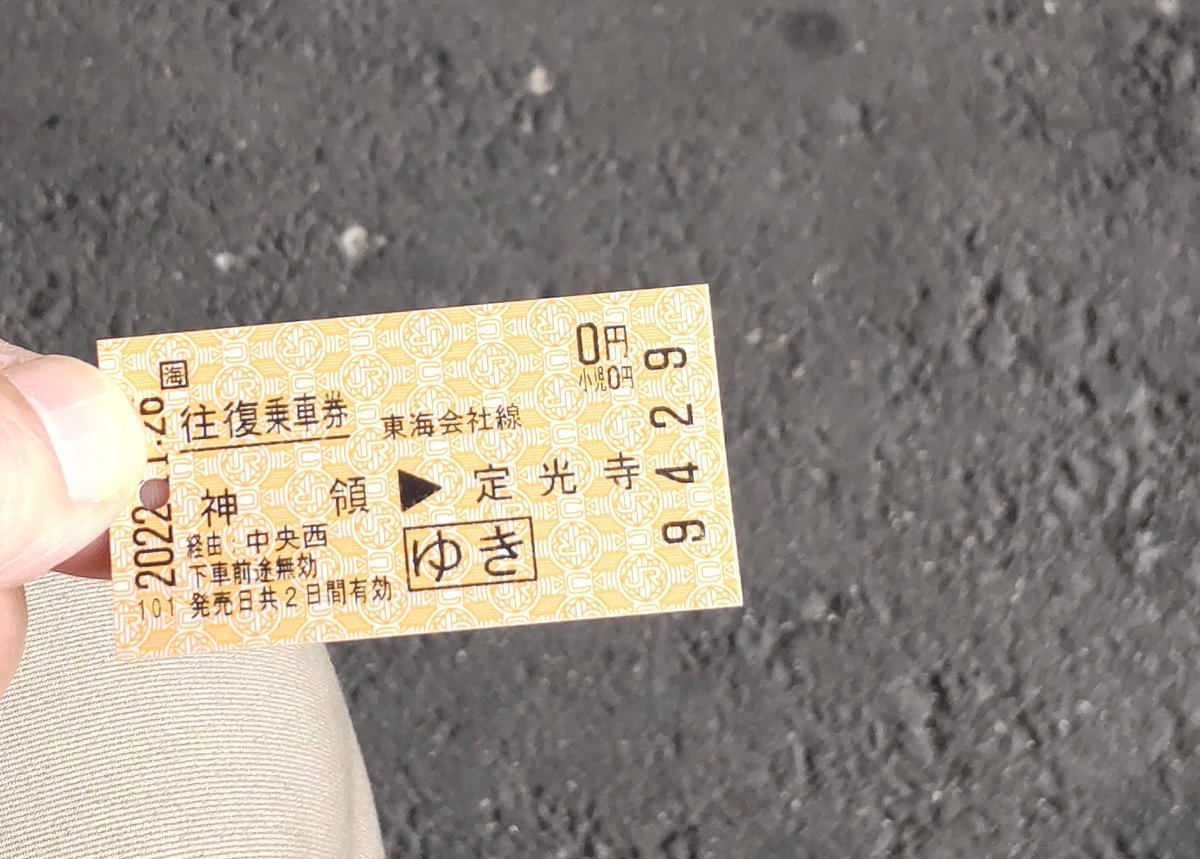 海
往復乗車券 東海会社線
0円
小児0円
神領▶定光寺
経由：中央西
下車前途無効
発売日共2日間有効
ゆき
101
9429